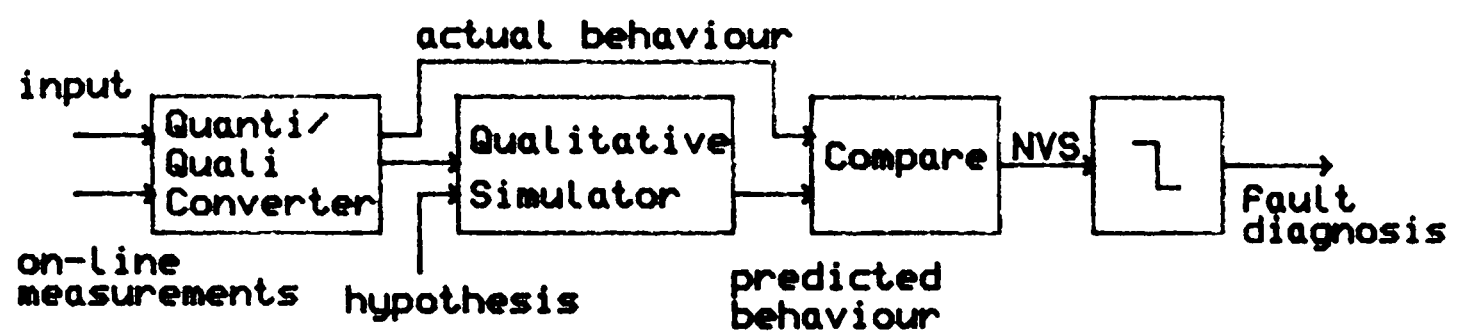 actual behaviour
input
Quanti/
Quali
Converter
Qualitative
Simulator
Compare
NVS
fault
diagnosis
on-line
measurements
hypothesis
predicted
behaviour